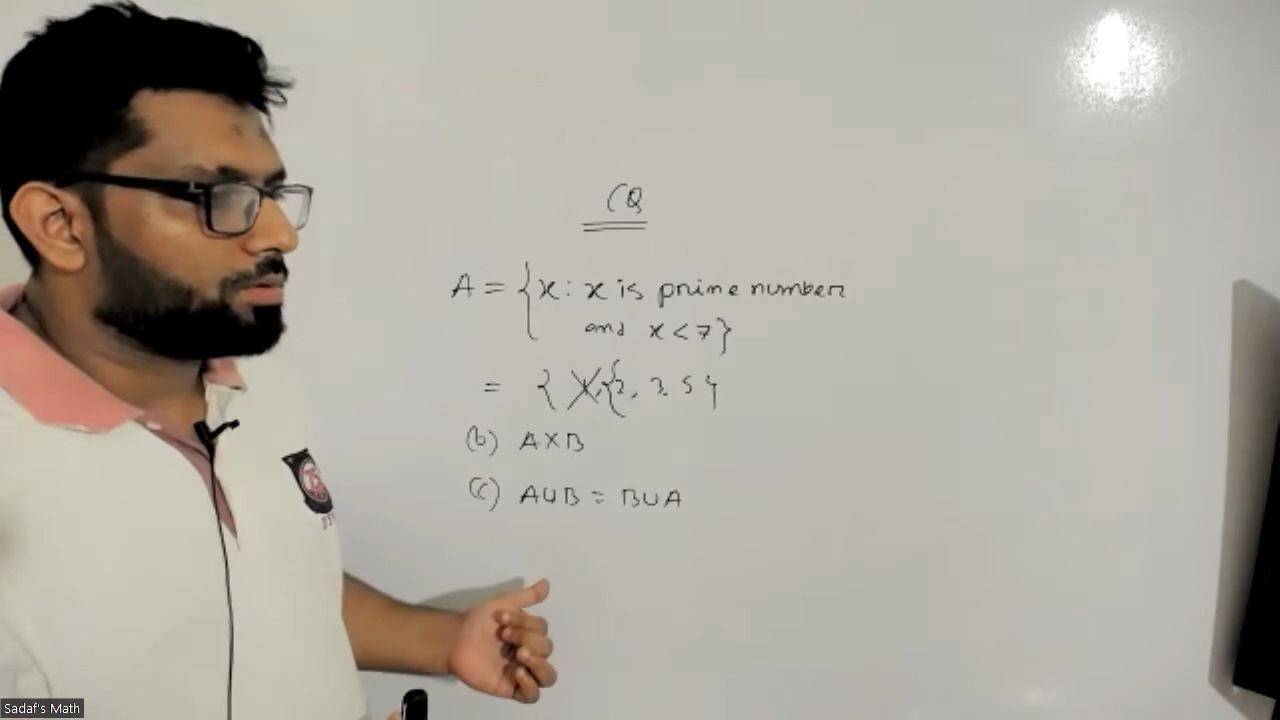 CQ
A = {x : x is prime number
and x < 7}
= { {2, 3, 5}
(b) A×B
(c) A∪B = B∪A
Sadaf's Math